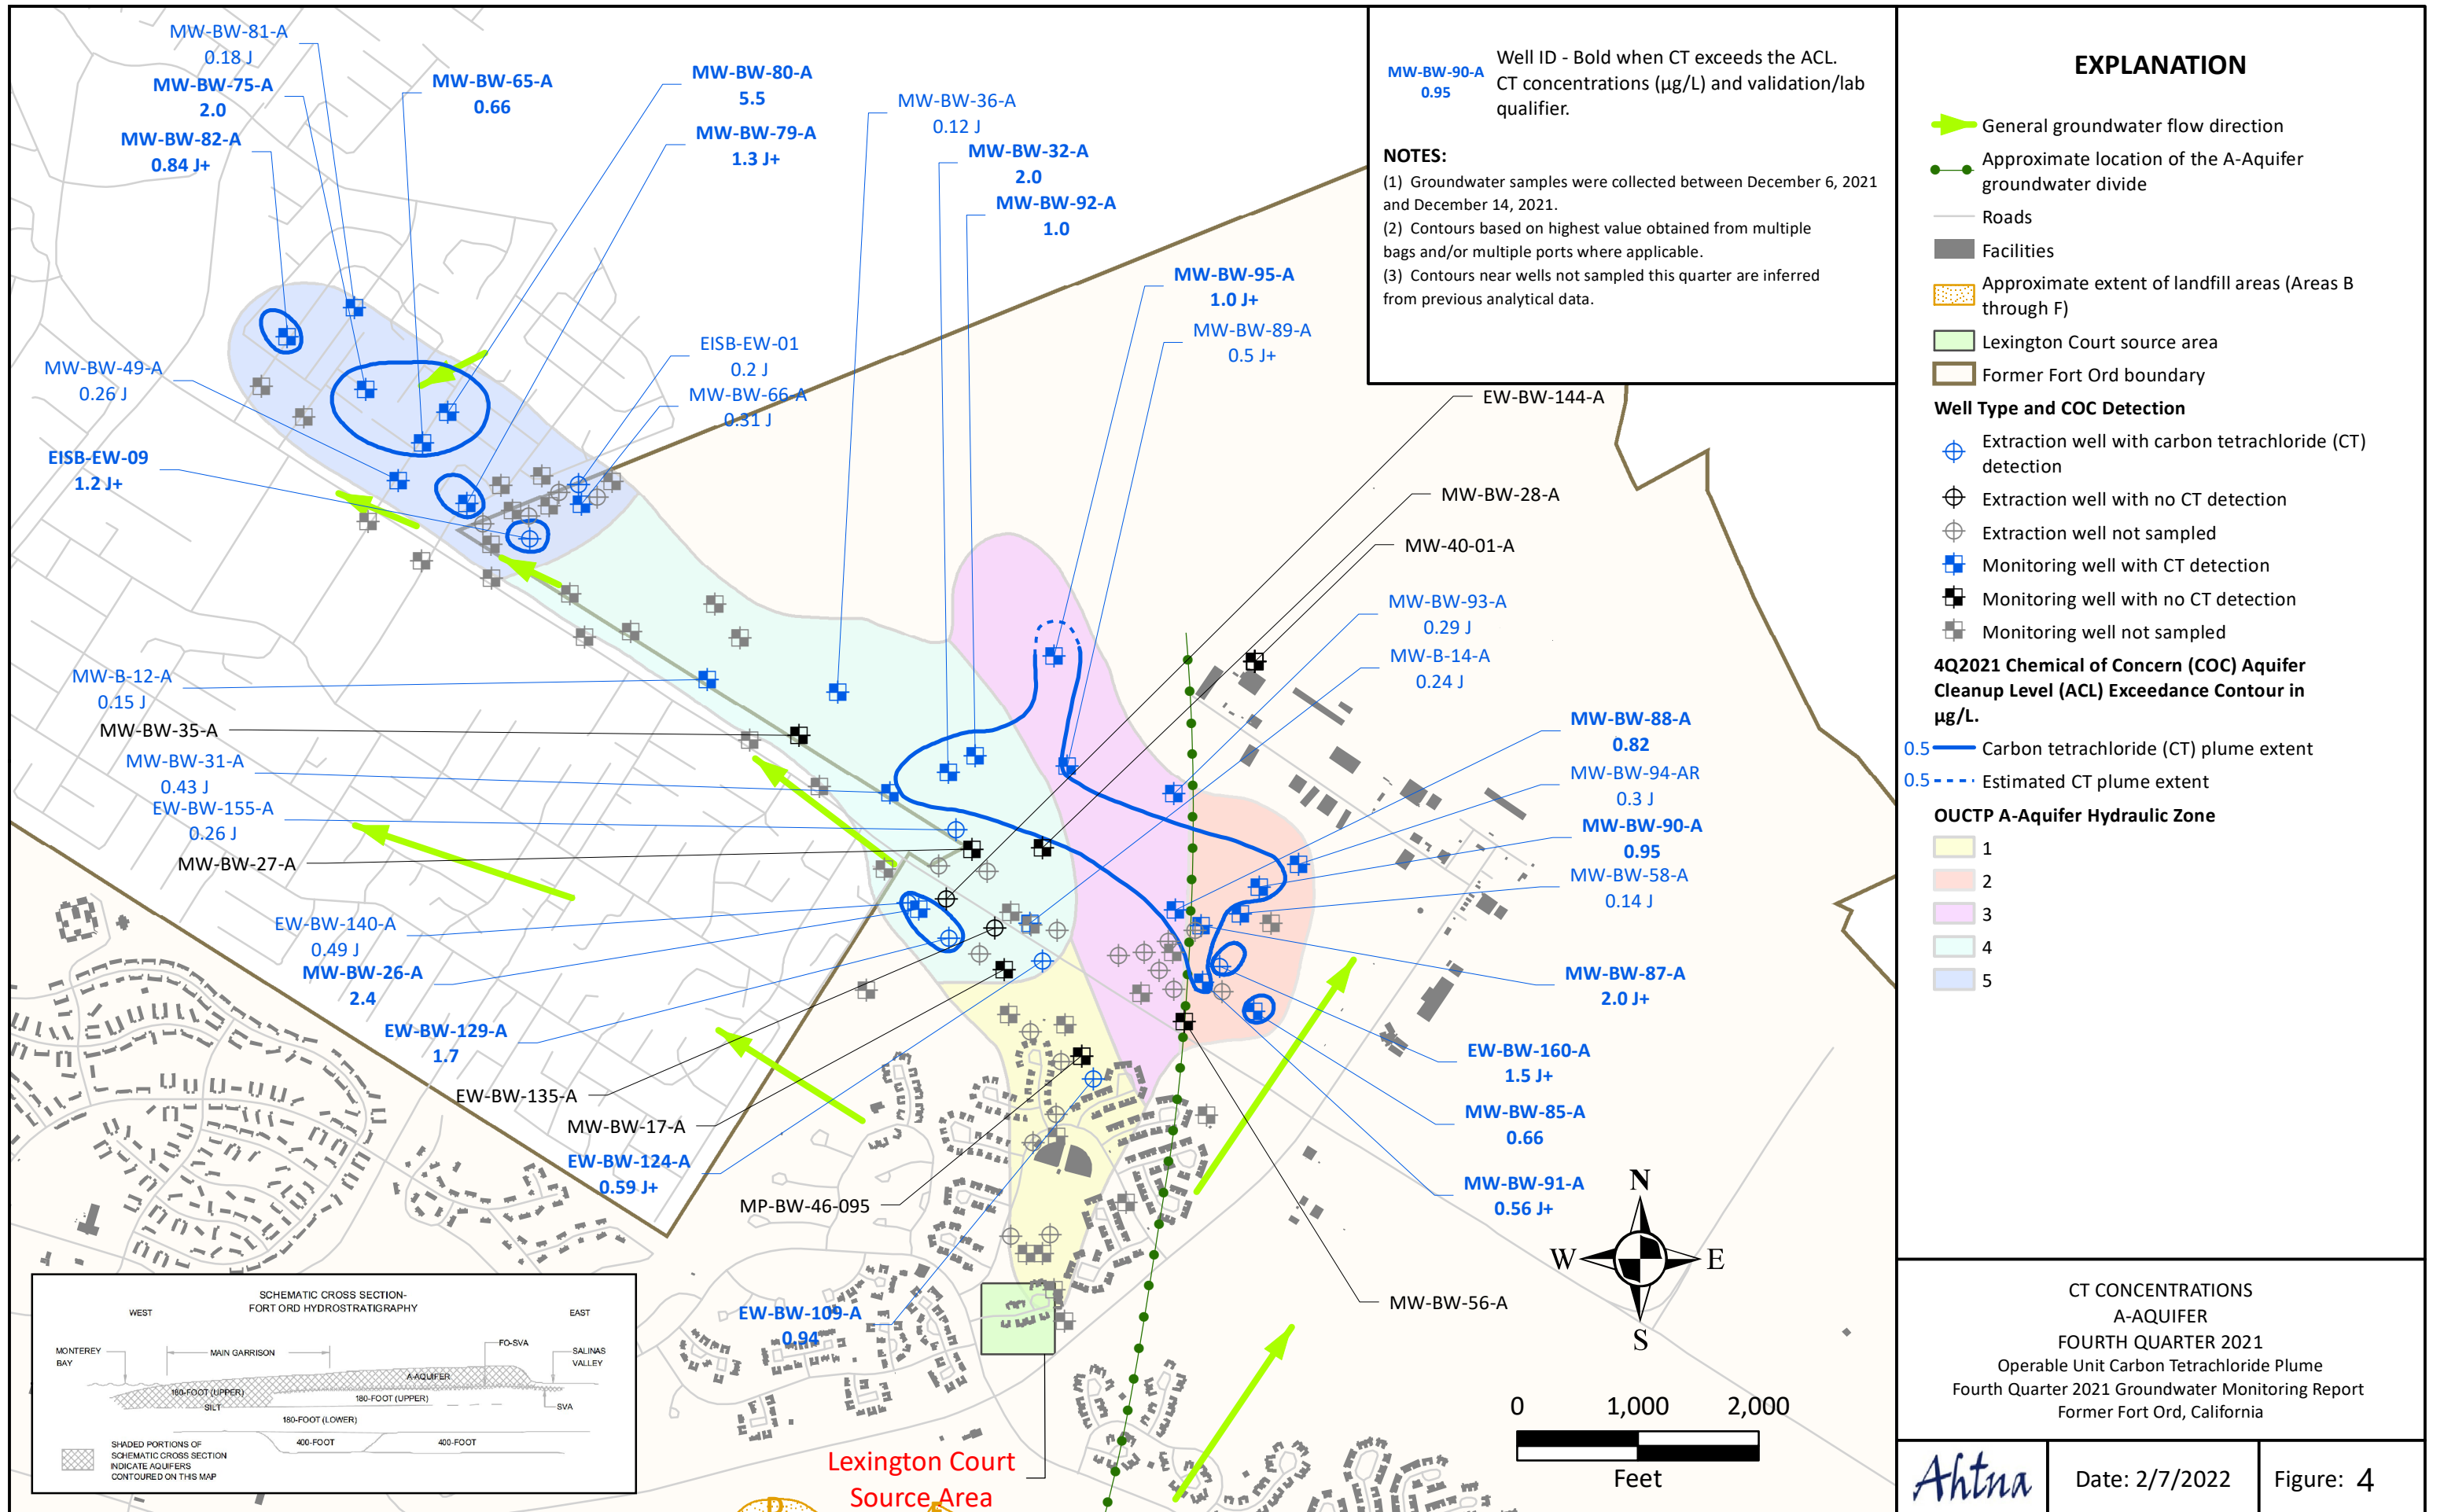 MW-BW-81-A
0.18 J
MW-BW-75-A
2.0
MW-BW-82-A
0.84 J+
MW-BW-65-A
0.66
MW-BW-80-A
5.5
MW-BW-79-A
1.3 J+
MW-BW-36-A
0.12 J
MW-BW-32-A
2.0
MW-BW-92-A
1.0
MW-BW-95-A
1.0 J+
MW-BW-89-A
0.5 J+
EISB-EW-01
0.2 J
MW-BW-66-A
0.31 J
MW-BW-49-A
0.26 J
EISB-EW-09
1.2 J+
EW-BW-144-A
MW-BW-28-A
MW-40-01-A
MW-BW-93-A
0.29 J
MW-B-14-A
0.24 J
MW-B-12-A
0.15 J
MW-BW-35-A
MW-BW-31-A
0.43 J
EW-BW-155-A
0.26 J
MW-BW-27-A
MW-BW-88-A
0.82
MW-BW-94-AR
0.3 J
MW-BW-90-A
0.95
MW-BW-58-A
0.14 J
EW-BW-140-A
0.49 J
MW-BW-26-A
2.4
EW-BW-129-A
1.7
MW-BW-87-A
2.0 J+
EW-BW-160-A
1.5 J+
EW-BW-135-A
MW-BW-17-A
EW-BW-124-A
0.59 J+
MW-BW-85-A
0.66
MW-BW-91-A
0.56 J+
MP-BW-46-095
EW-BW-109-A
0.94
MW-BW-56-A
Lexington Court
Source Area
N
W
E
S
0 1,000 2,000
Feet
SCHEMATIC CROSS SECTION-
FORT ORD HYDROSTRATIGRAPHY
WEST
EAST
MONTEREY
BAY
MAIN GARRISON
FO-SVA
SALINAS
VALLEY
A-AQUIFER
180-FOOT (UPPER)
SILT
180-FOOT (UPPER)
SVA
180-FOOT (LOWER)
400-FOOT
400-FOOT
SHADED PORTIONS OF
SCHEMATIC CROSS SECTION
INDICATE AQUIFERS
CONTOURED ON THIS MAP
MW-BW-90-A
0.95
Well ID - Bold when CT exceeds the ACL.
CT concentrations (µg/L) and validation/lab
qualifier.
NOTES:
(1) Groundwater samples were collected between December 6, 2021
and December 14, 2021.
(2) Contours based on highest value obtained from multiple
bags and/or multiple ports where applicable.
(3) Contours near wells not sampled this quarter are inferred
from previous analytical data.
EXPLANATION
General groundwater flow direction
Approximate location of the A-Aquifer
groundwater divide
Roads
Facilities
Approximate extent of landfill areas (Areas B
through F)
Lexington Court source area
Former Fort Ord boundary
Well Type and COC Detection
Extraction well with carbon tetrachloride (CT)
detection
Extraction well with no CT detection
Extraction well not sampled
Monitoring well with CT detection
Monitoring well with no CT detection
Monitoring well not sampled
4Q2021 Chemical of Concern (COC) Aquifer
Cleanup Level (ACL) Exceedance Contour in
µg/L.
0.5 Carbon tetrachloride (CT) plume extent
0.5 Estimated CT plume extent
OUCTP A-Aquifer Hydraulic Zone
1
2
3
4
5
CT CONCENTRATIONS
A-AQUIFER
FOURTH QUARTER 2021
Operable Unit Carbon Tetrachloride Plume
Fourth Quarter 2021 Groundwater Monitoring Report
Former Fort Ord, California
Ahtna
Date: 2/7/2022
Figure: 4